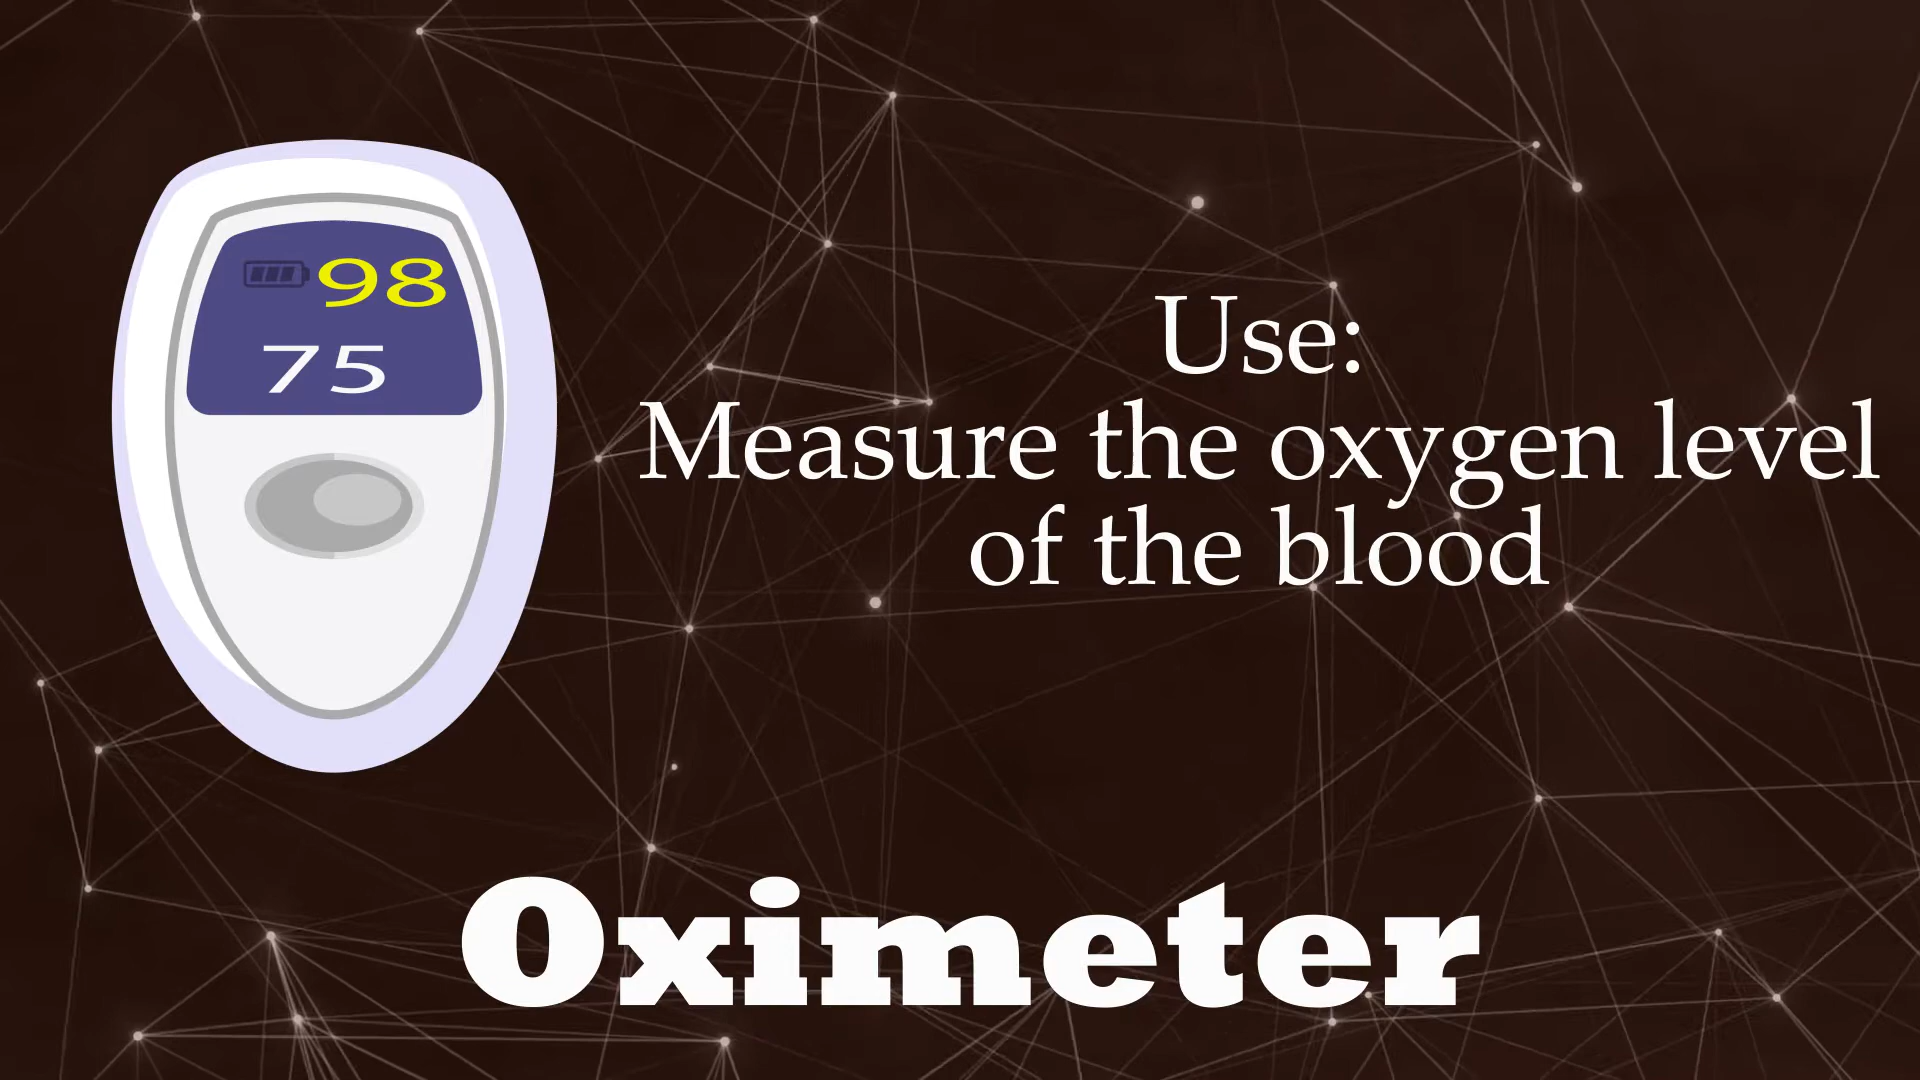 98
75
Use:
Measure the oxygen level
of the blood
Oximeter